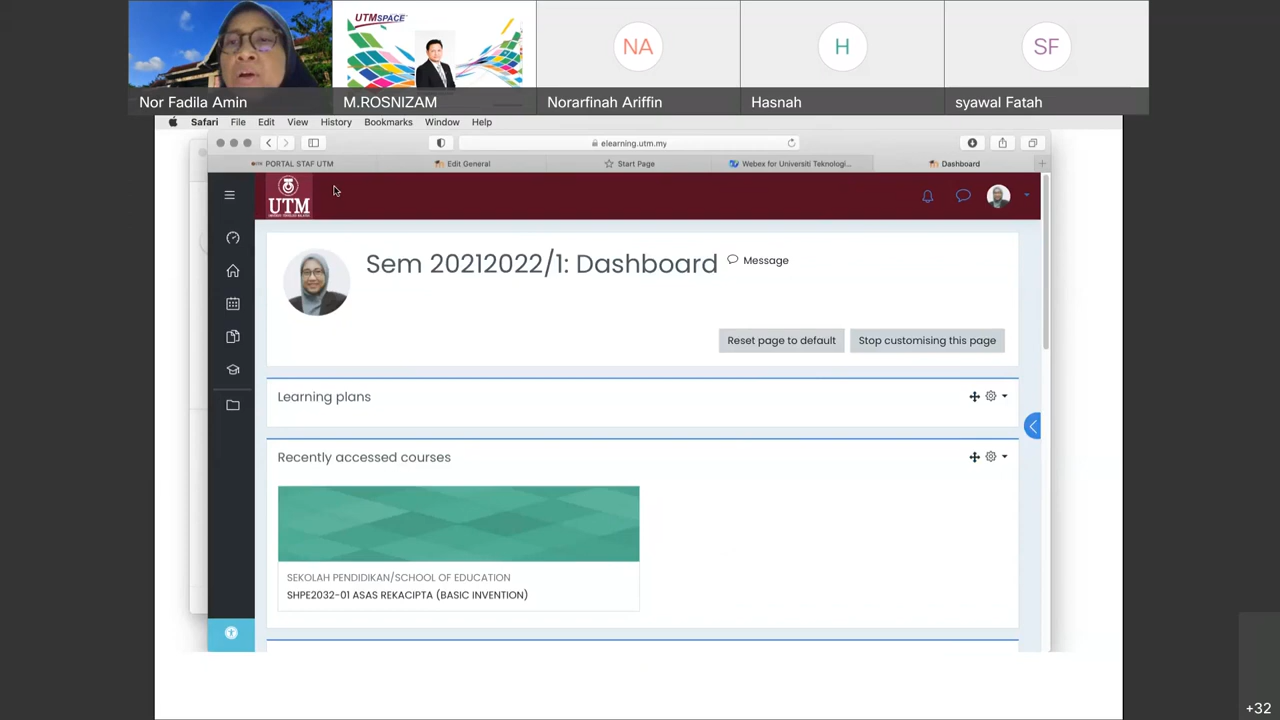 UTMSPACE
NA
H
SF
Nor Fadila Amin
M.ROSNIZAM
Norarfinah Ariffin
Hasnah
syawal Fatah
Safari File Edit View History Bookmarks Window Help
elearning.utm.my
PORTAL STAF UTM
Edit General
Start Page
Webex for Universiti Teknologi...
Dashboard
UTM
Sem 20212022/1: Dashboard
Message
Reset page to default
Stop customising this page
Learning plans
Recently accessed courses
SEKOLAH PENDIDIKAN/SCHOOL OF EDUCATION
SHPE2032-01 ASAS REKACIPTA (BASIC INVENTION)
+32